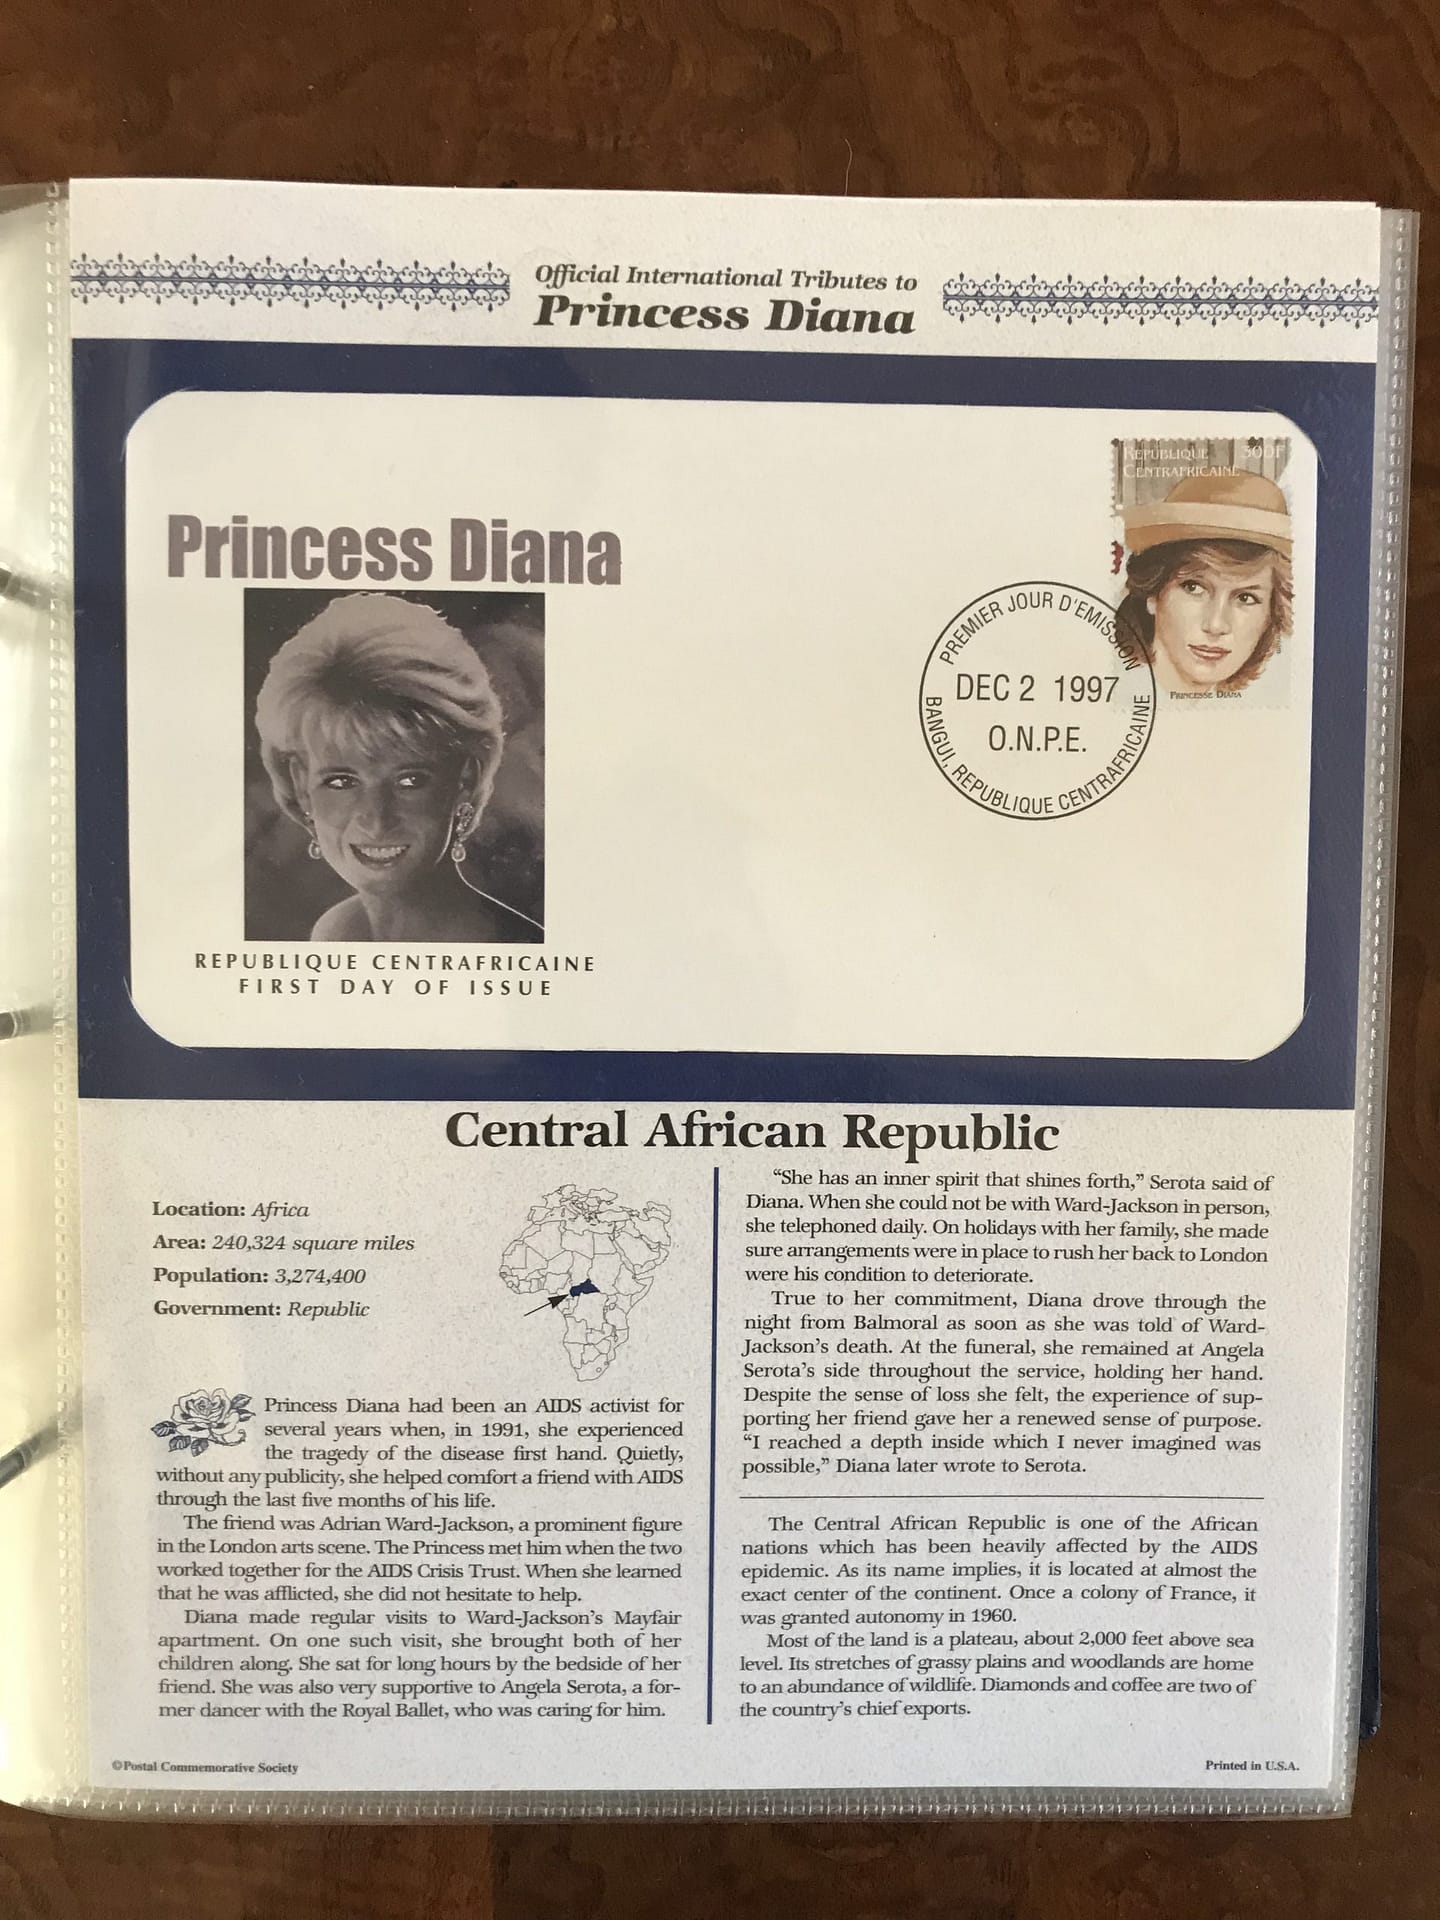 Official International Tributes to
Princess Diana
REPUBLIQUE 300F
CENTRAFRICAINE
Princess Diana
PREMIER JOUR D'EMISSION
DEC 2 1997
O.N.P.E.
BANGUI, REPUBLIQUE CENTRAFRICAINE
PRINCESSE DIANA
REPUBLIQUE CENTRAFRICAINE
FIRST DAY OF ISSUE
Central African Republic
Location: Africa
Area: 240,324 square miles
Population: 3,274,400
Government: Republic
Princess Diana had been an AIDS activist for
several years when, in 1991, she experienced
the tragedy of the disease first hand. Quietly,
without any publicity, she helped comfort a friend with AIDS
through the last five months of his life.
The friend was Adrian Ward-Jackson, a prominent figure
in the London arts scene. The Princess met him when the two
worked together for the AIDS Crisis Trust. When she learned
that he was afflicted, she did not hesitate to help.
Diana made regular visits to Ward-Jackson's Mayfair
apartment. On one such visit, she brought both of her
children along. She sat for long hours by the bedside of her
friend. She was also very supportive to Angela Serota, a for-
mer dancer with the Royal Ballet, who was caring for him.
“She has an inner spirit that shines forth,” Serota said of
Diana. When she could not be with Ward-Jackson in person,
she telephoned daily. On holidays with her family, she made
sure arrangements were in place to rush her back to London
were his condition to deteriorate.
True to her commitment, Diana drove through the
night from Balmoral as soon as she was told of Ward-
Jackson's death. At the funeral, she remained at Angela
Serota's side throughout the service, holding her hand.
Despite the sense of loss she felt, the experience of sup-
porting her friend gave her a renewed sense of purpose.
“I reached a depth inside which I never imagined was
possible,” Diana later wrote to Serota.
The Central African Republic is one of the African
nations which has been heavily affected by the AIDS
epidemic. As its name implies, it is located at almost the
exact center of the continent. Once a colony of France, it
was granted autonomy in 1960.
Most of the land is a plateau, about 2,000 feet above sea
level. Its stretches of grassy plains and woodlands are home
to an abundance of wildlife. Diamonds and coffee are two of
the country's chief exports.
©Postal Commemorative Society
Printed in U.S.A.